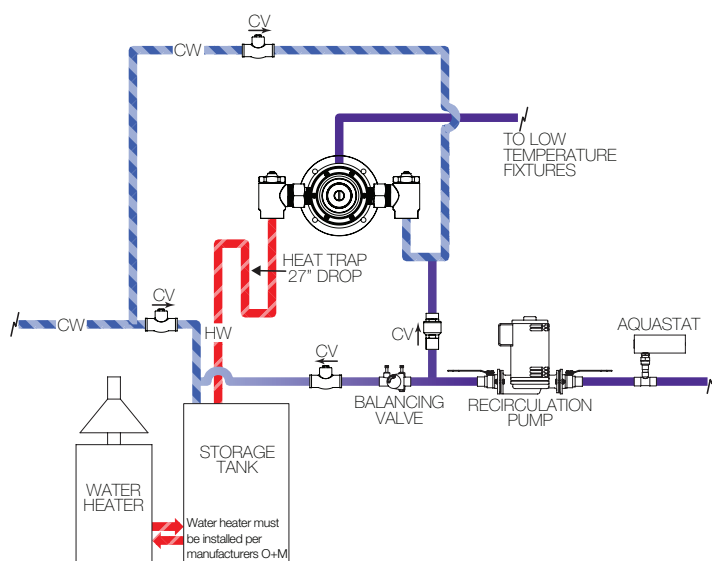 CV
CW
TO LOW
TEMPERATURE
FIXTURES
HEAT TRAP
27" DROP
CV
CW
HW
CV
AQUASTAT
CV
BALANCING
VALVE
RECIRCULATION
PUMP
STORAGE
TANK
WATER
HEATER
Water heater must
be installed per
manufacturers O+M